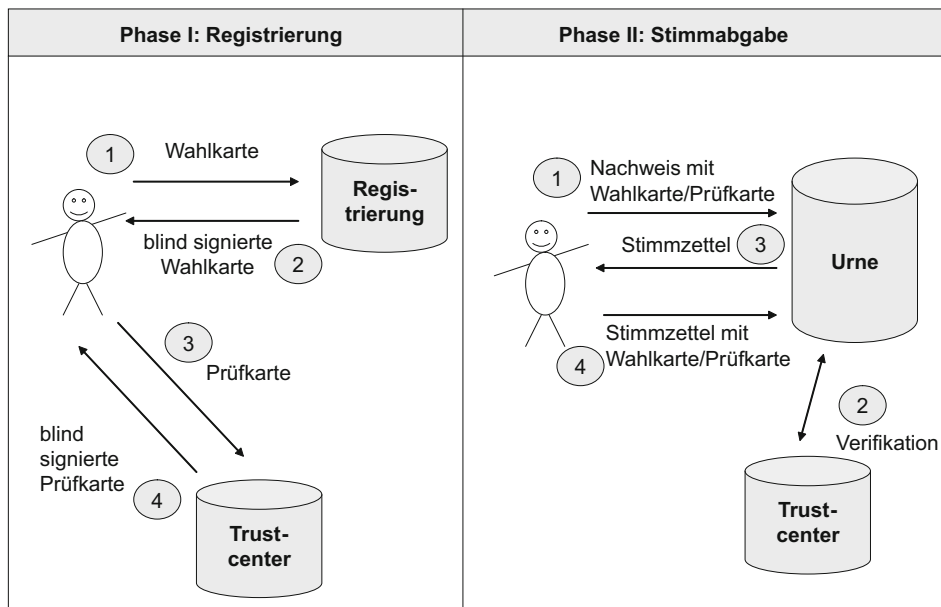 Phase I: Registrierung
1
Wahlkarte
Regis-
trierung
blind signierte
Wahlkarte
2
3
Prüfkarte
blind
signierte
Prüfkarte
4
Trust-
center
Phase II: Stimmabgabe
1
Nachweis mit
Wahlkarte/Prüfkarte
Stimmzettel
3
Urne
Stimmzettel mit
Wahlkarte/Prüfkarte
4
2
Verifikation
Trust-
center